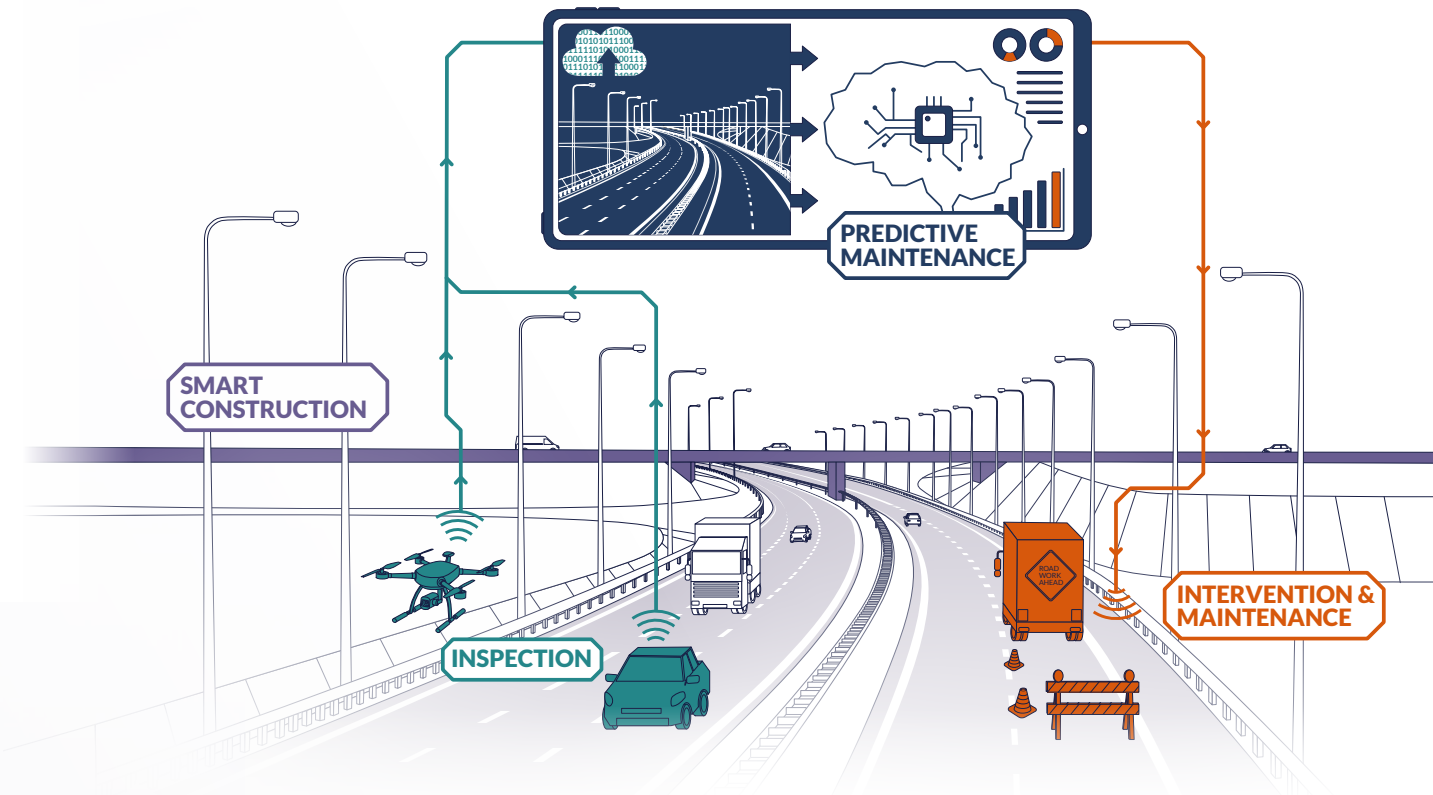 PREDICTIVE
MAINTENANCE
SMART
CONSTRUCTION
INSPECTION
ROAD
WORK
AHEAD
INTERVENTION &
MAINTENANCE